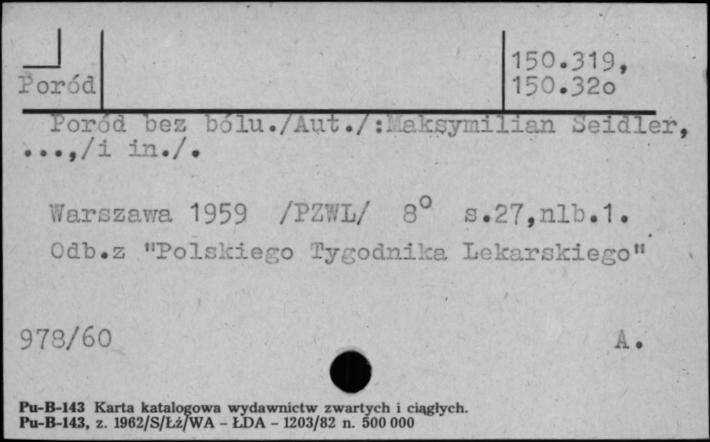 Poród
150.319,
150.32o
Poród bez bólu./Aut./:Maksymilian Seidler,
...,/i in./.
Warszawa 1959 /PZWL/ 8° s.27,nlb.1.
Odb.z "Polskiego Tygodnika Lekarskiego"
978/60 A.
Pu-B-143 Karta katalogowa wydawnictw zwartych i ciągłych.
Pu-B-143, z. 1962/S/Łż/WA - ŁDA - 1203/82 n. 500 000